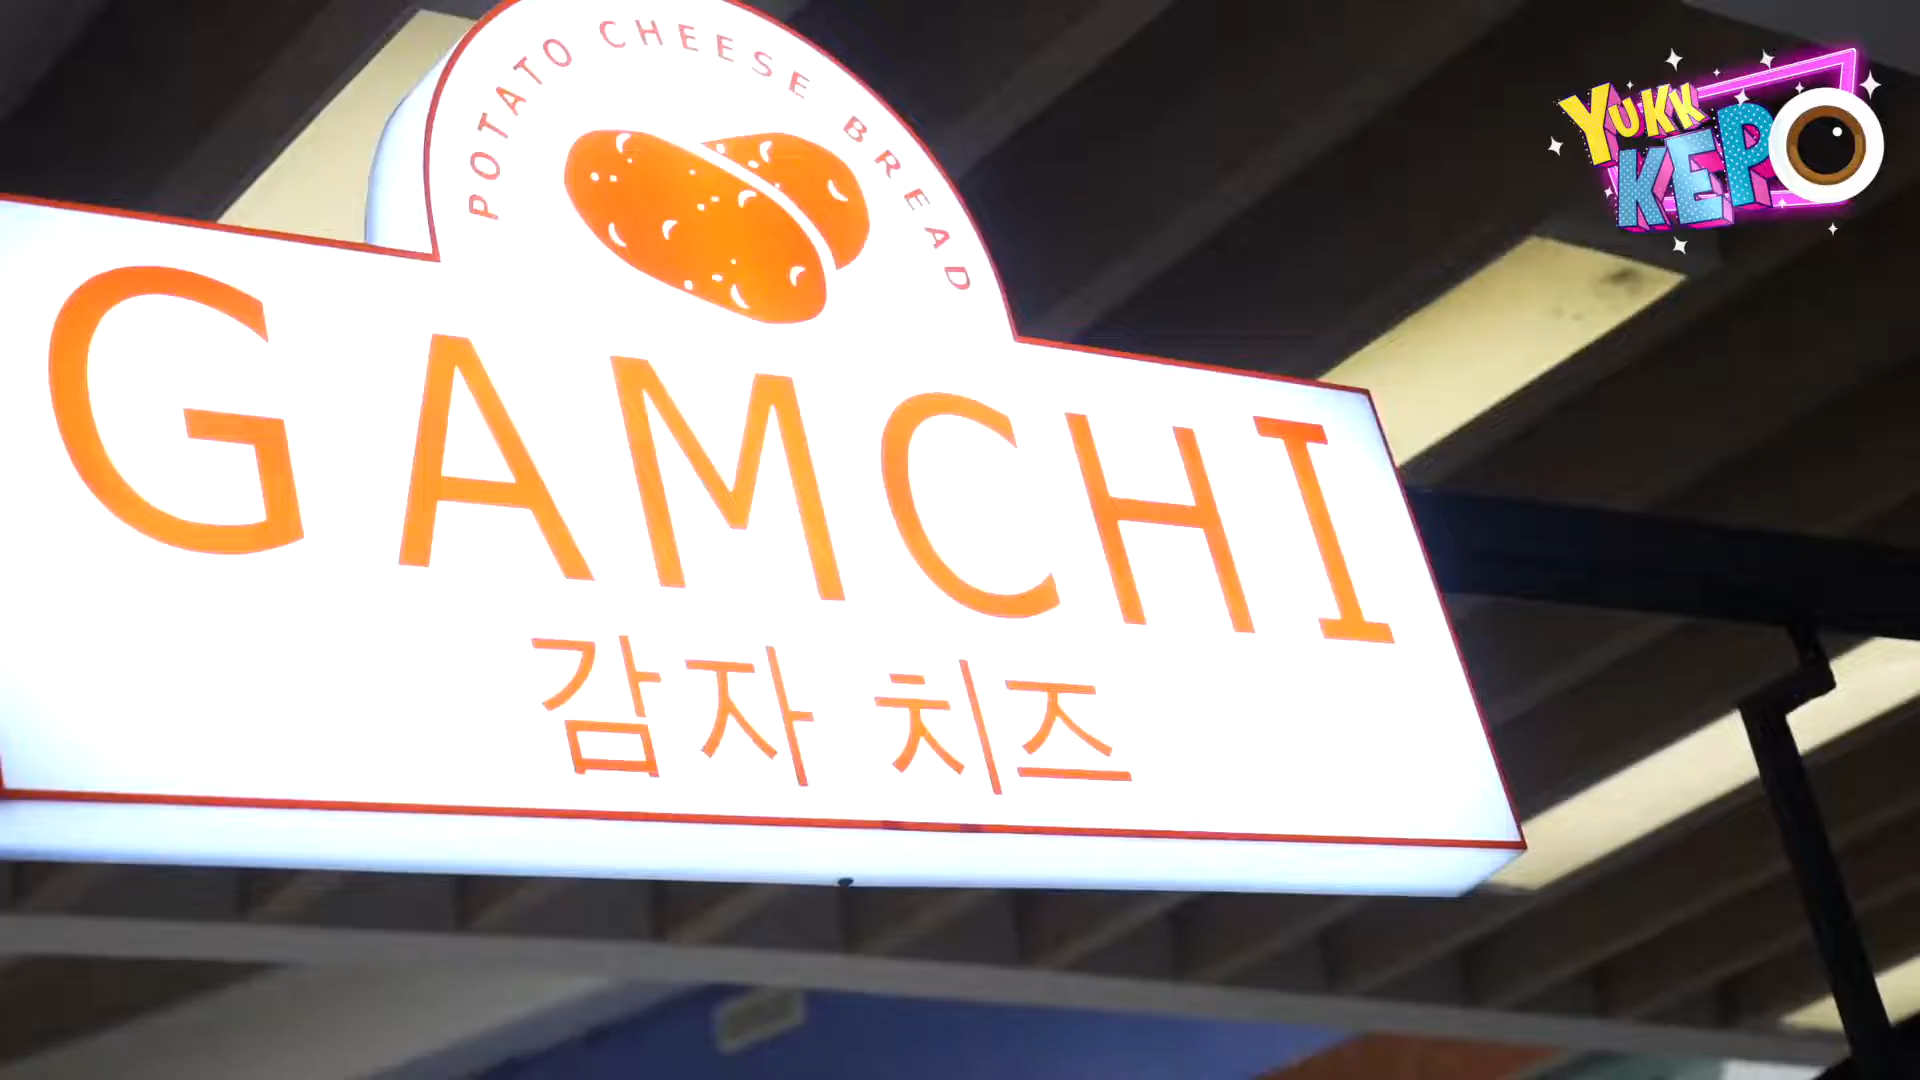 POTATO CHEESE BREAD
GAMCHI
감자 치즈
YUKK
KEPO